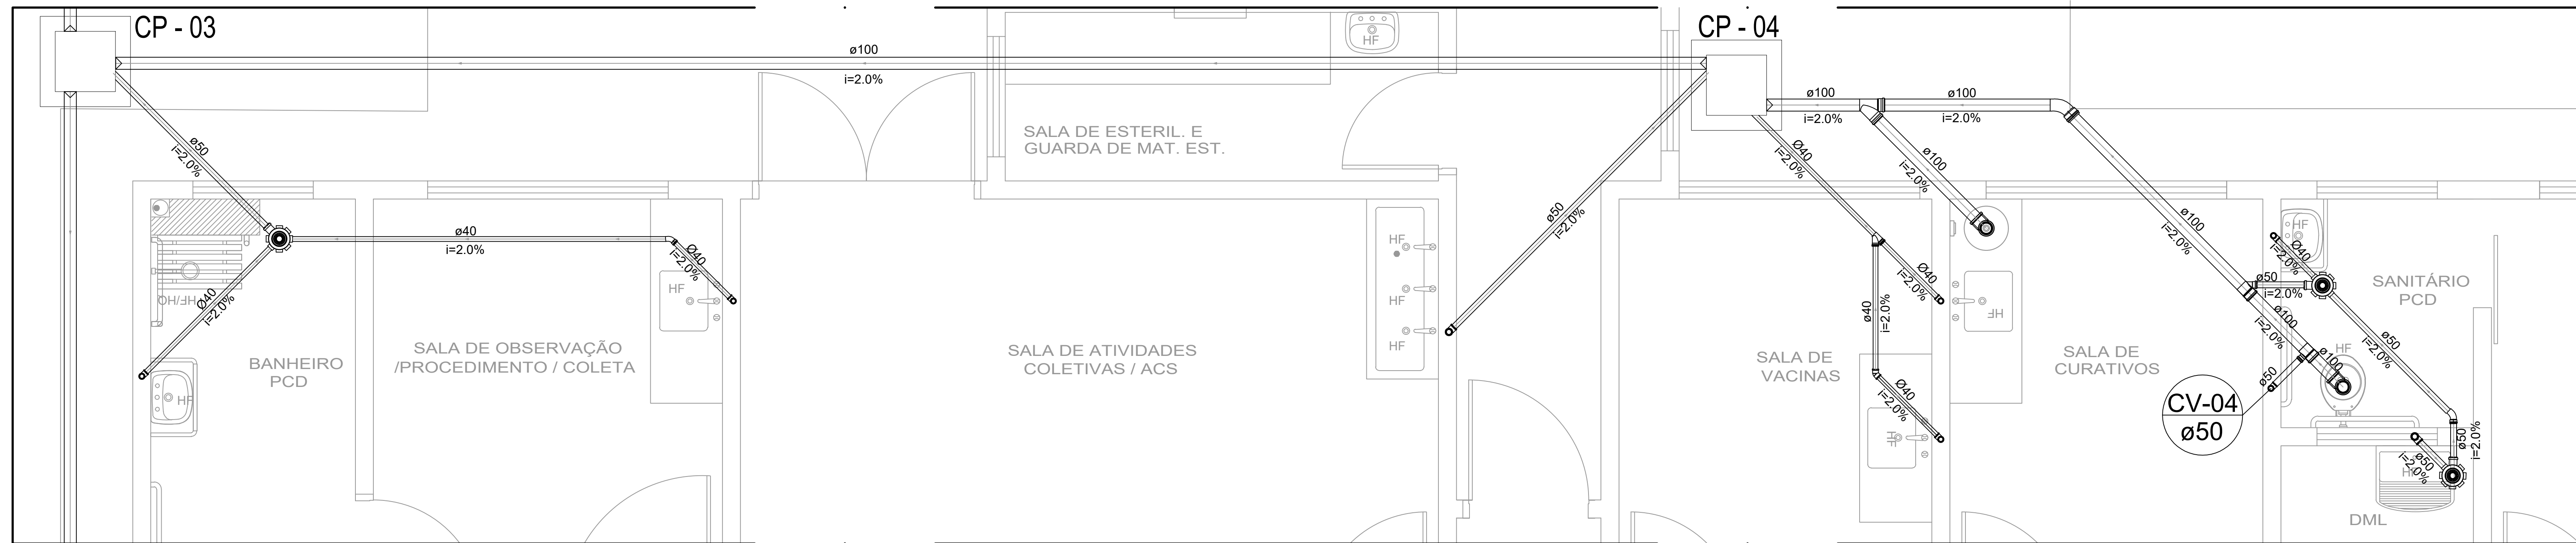 CP - 03
CP - 04
ø100
i=2.0%
ø100
i=2.0%
ø100
i=2.0%
HF
SALA DE ESTERIL. E
GUARDA DE MAT. EST.
ø50
i=2.0%
Ø40
i=2.0%
ø100
i=2.0%
ø40
i=2.0%
Ø40
i=2.0%
HF
HF/HO
Ø40
i=2.0%
BANHEIRO
PCD
HF
SALA DE OBSERVAÇÃO
/PROCEDIMENTO / COLETA
SALA DE ATIVIDADES
COLETIVAS / ACS
HF
HF
HF
ø50
i=2.0%
Ø40
i=2.0%
ø40
i=2.0%
Ø40
i=2.0%
HF
SALA DE
VACINAS
HF
SALA DE
CURATIVOS
ø100
i=2.0%
HF
Ø40
i=2.0%
ø50
i=2.0%
SANITÁRIO
PCD
ø100
i=2.0%
ø100
HF
ø50
i=2.0%
ø50
CV-04
ø50
ø50
i=2.0%
ø50
i=2.0%
HF
DML